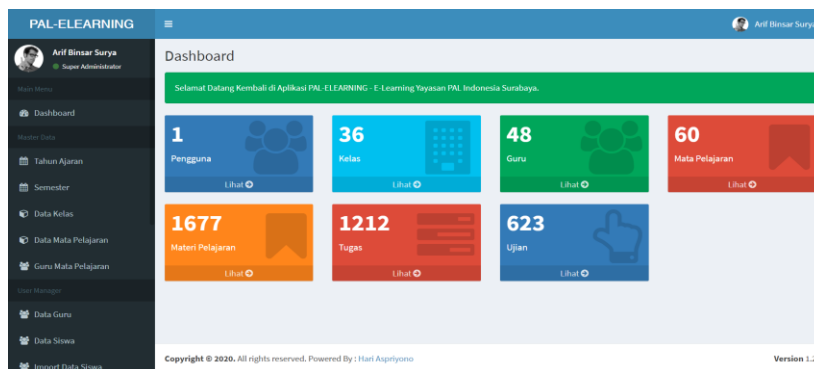 PAL-ELEARNING
Arif Binsar Surya
Arif Binsar Surya
Super Administrator
Main Menu
Dashboard
Master Data
Tahun Ajaran
Semester
Data Kelas
Data Mata Pelajaran
Guru Mata Pelajaran
User Manager
Data Guru
Data Siswa
Import Data Siswa
Dashboard
Selamat Datang Kembali di Aplikasi PAL-ELEARNING - E-Learning Yayasan PAL Indonesia Surabaya.
1
Pengguna
Lihat
36
Kelas
Lihat
48
Guru
Lihat
60
Mata Pelajaran
Lihat
1677
Materi Pelajaran
Lihat
1212
Tugas
Lihat
623
Ujian
Lihat
Copyright © 2020. All rights reserved. Powered By : Hari Aspriyono
Version 1.2